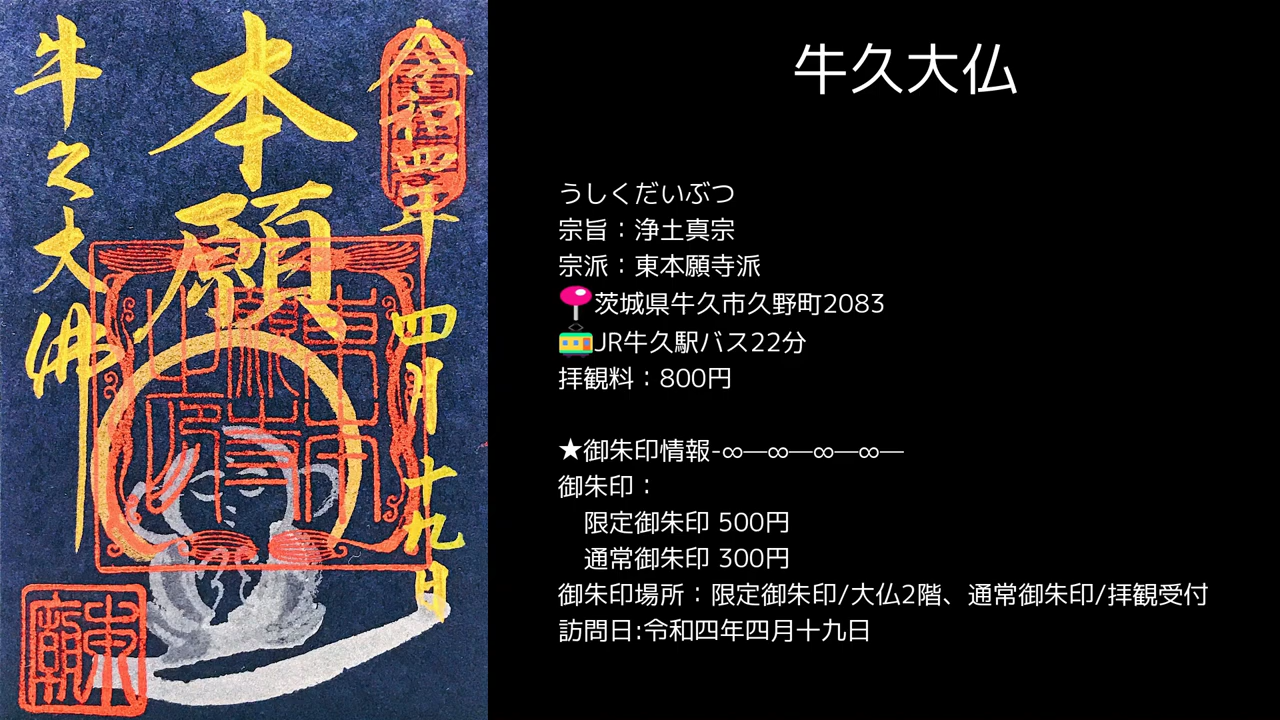 牛久大佛
本願
令和四年四月十九日
牛久大仏
うしくだいぶつ
宗旨：浄土真宗
宗派：東本願寺派
茨城県牛久市久野町2083
JR牛久駅バス22分
拝観料：800円
★御朱印情報-∞—∞—∞—∞—
御朱印：
限定御朱印 500円
通常御朱印 300円
御朱印場所：限定御朱印/大仏2階、通常御朱印/拝観受付
訪問日:令和四年四月十九日